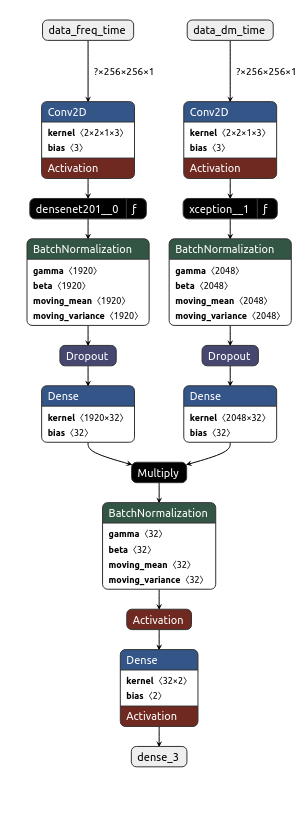 data_freq_time
data_dm_time
?×256×256×1
?×256×256×1
Conv2D
kernel ⟨2×2×1×3⟩
bias ⟨3⟩
Activation
Conv2D
kernel ⟨2×2×1×3⟩
bias ⟨3⟩
Activation
densenet201__0 ƒ
xception__1 ƒ
BatchNormalization
gamma ⟨1920⟩
beta ⟨1920⟩
moving_mean ⟨1920⟩
moving_variance ⟨1920⟩
BatchNormalization
gamma ⟨2048⟩
beta ⟨2048⟩
moving_mean ⟨2048⟩
moving_variance ⟨2048⟩
Dropout
Dropout
Dense
kernel ⟨1920×32⟩
bias ⟨32⟩
Dense
kernel ⟨2048×32⟩
bias ⟨32⟩
Multiply
BatchNormalization
gamma ⟨32⟩
beta ⟨32⟩
moving_mean ⟨32⟩
moving_variance ⟨32⟩
Activation
Dense
kernel ⟨32×2⟩
bias ⟨2⟩
Activation
dense_3